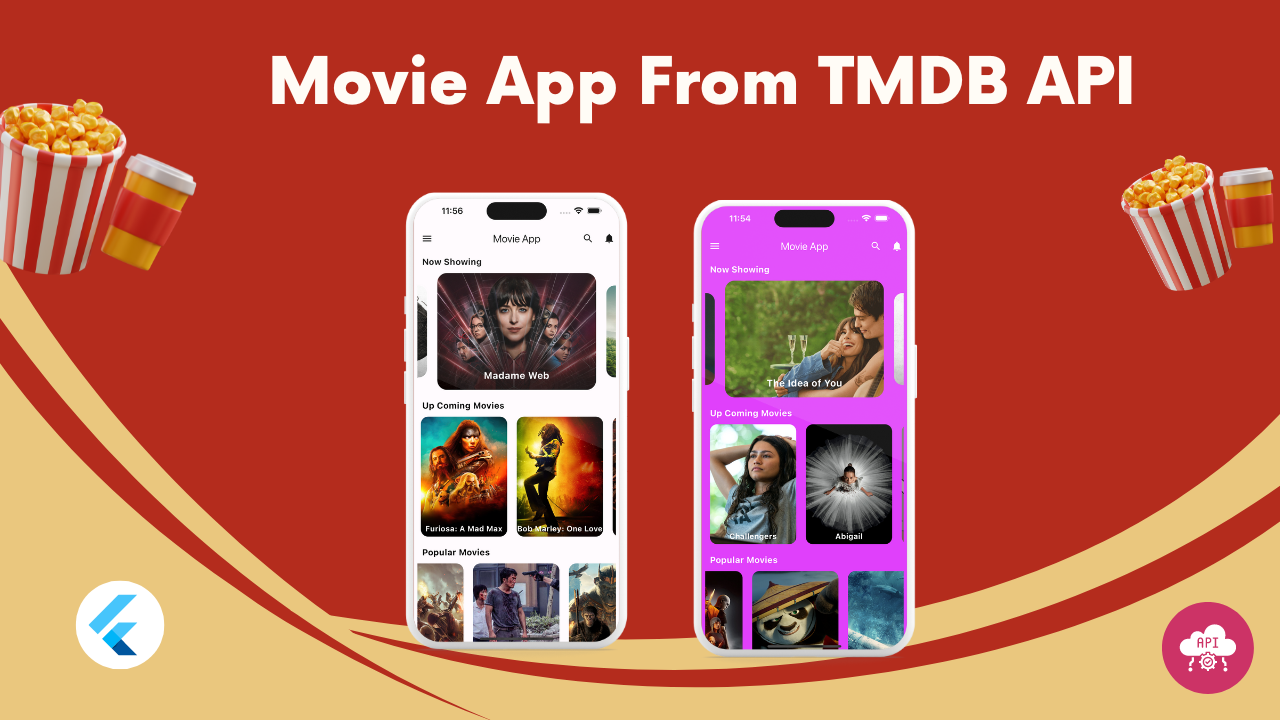 Movie App From TMDB API
11:56
Movie App
Now Showing
Madame Web
Up Coming Movies
Furiosa: A Mad Max
Bob Marley: One Love
Popular Movies
11:54
Movie App
Now Showing
The Idea of You
Up Coming Movies
Challengers
Abigail
Popular Movies
API